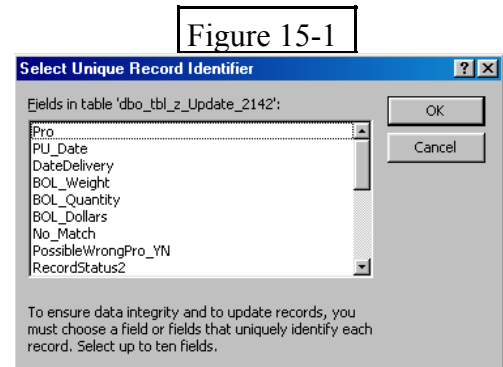 Figure 15-1
Select Unique Record Identifier
Fields in table 'dbo_tbl_z_Update_2142':
OK
Cancel
Pro
PU_Date
DateDelivery
BOL_Weight
BOL_Quantity
BOL_Dollars
No_Match
PossibleWrongPro_YN
RecordStatus2
To ensure data integrity and to update records, you
must choose a field or fields that uniquely identify each
record. Select up to ten fields.